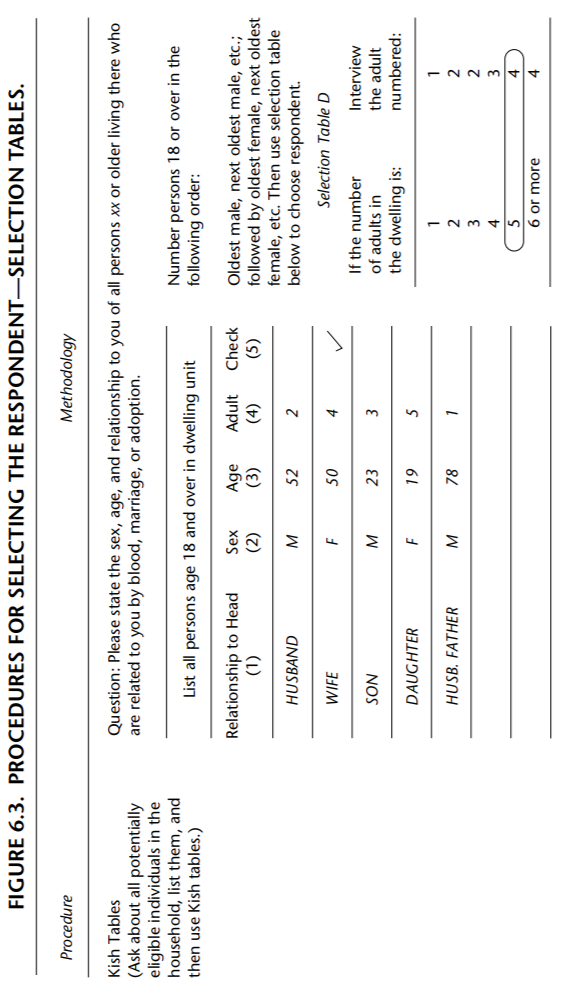 FIGURE 6.3. PROCEDURES FOR SELECTING THE RESPONDENT—SELECTION TABLES.
Procedure Methodology
Kish Tables
(Ask about all potentially
eligible individuals in the
household, list them, and
then use Kish tables.)
Question: Please state the sex, age, and relationship to you of all persons xx or older living there who
are related to you by blood, marriage, or adoption.
List all persons age 18 and over in dwelling unit
Relationship to Head Sex Age Adult Check
(1) (2) (3) (4) (5)
HUSBAND M 52 2
WIFE F 50 4 ✓
SON M 23 3
DAUGHTER F 19 5
HUSB. FATHER M 78 1
Number persons 18 or over in the
following order:
Oldest male, next oldest male, etc.;
followed by oldest female, next oldest
female, etc. Then use selection table
below to choose respondent.
Selection Table D
If the number Interview
of adults in the adult
the dwelling is: numbered:
1 1
2 2
3 2
4 3
5 4
6 or more 4